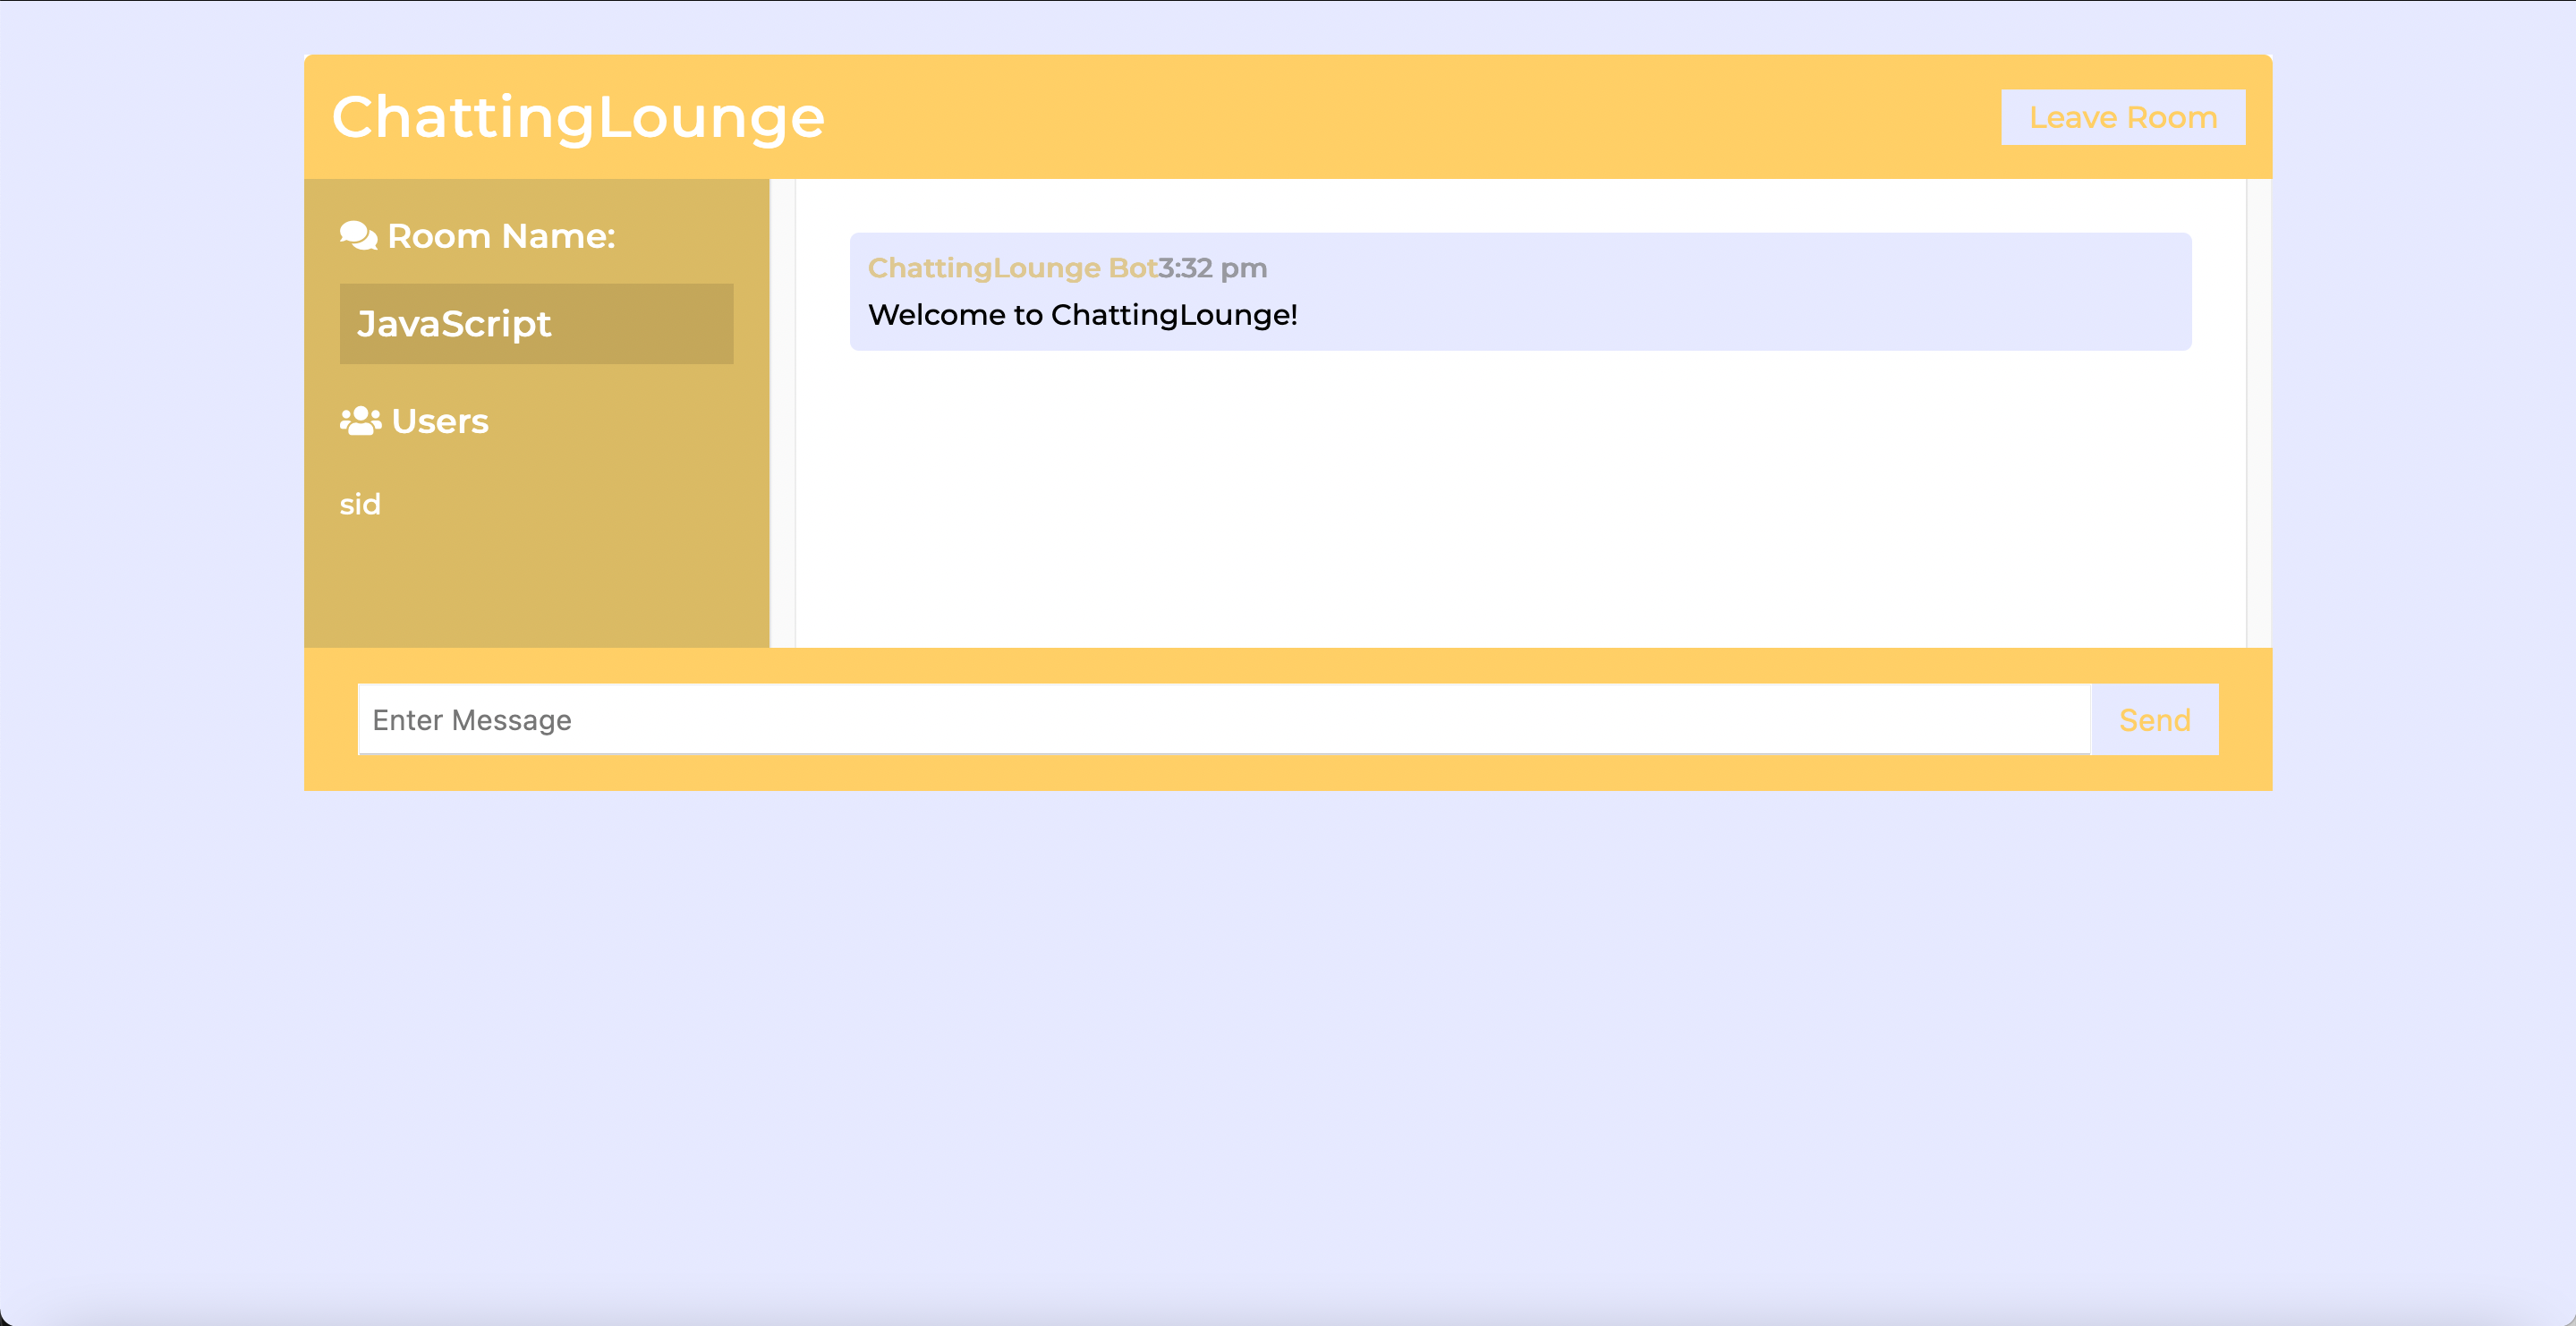 ChattingLounge
Leave Room
Room Name:
JavaScript
Users
sid
ChattingLounge Bot3:32 pm
Welcome to ChattingLounge!
Enter Message
Send